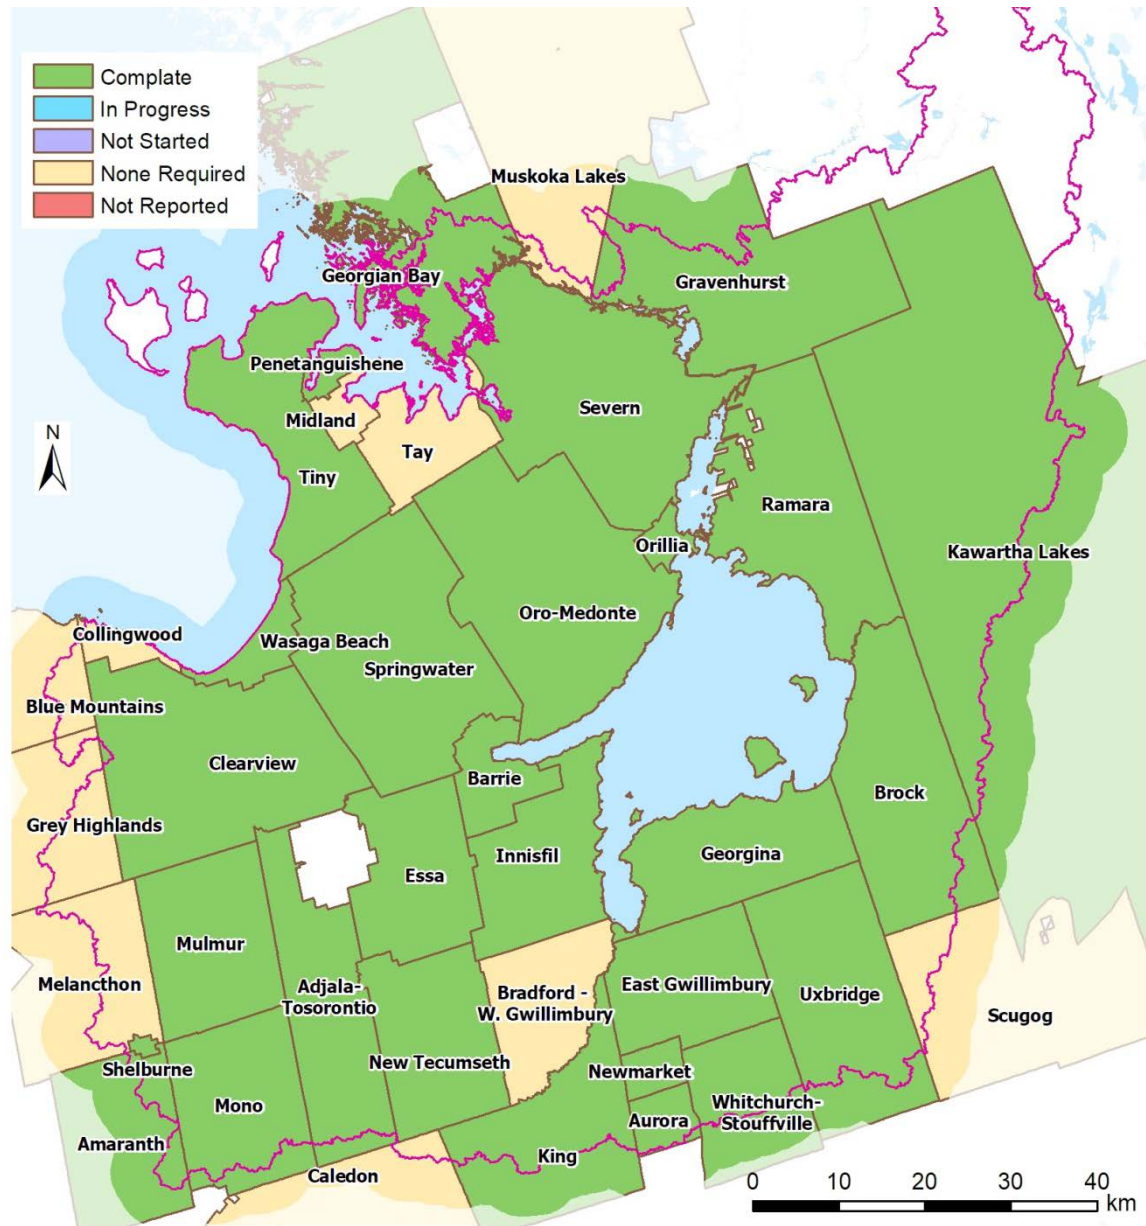 Complate
In Progress
Not Started
None Required
Not Reported
Muskoka Lakes
Georgian Bay
Gravenhurst
Penetanguishene
Midland
Severn
Tay
N
Tiny
Ramara
Orillia
Kawartha Lakes
Oro-Medonte
Collingwood
Wasaga Beach
Springwater
Blue Mountains
Clearview
Barrie
Brock
Grey Highlands
Innisfil
Georgina
Essa
Mulmur
Melancthon
Adjala-
Tosorontio
Bradford -
W. Gwillimbury
East Gwillimbury
Uxbridge
Scugog
Shelburne
New Tecumseth
Newmarket
Mono
Aurora
Whitchurch-
Stouffville
Amaranth
King
Caledon
0 10 20 30 40
km